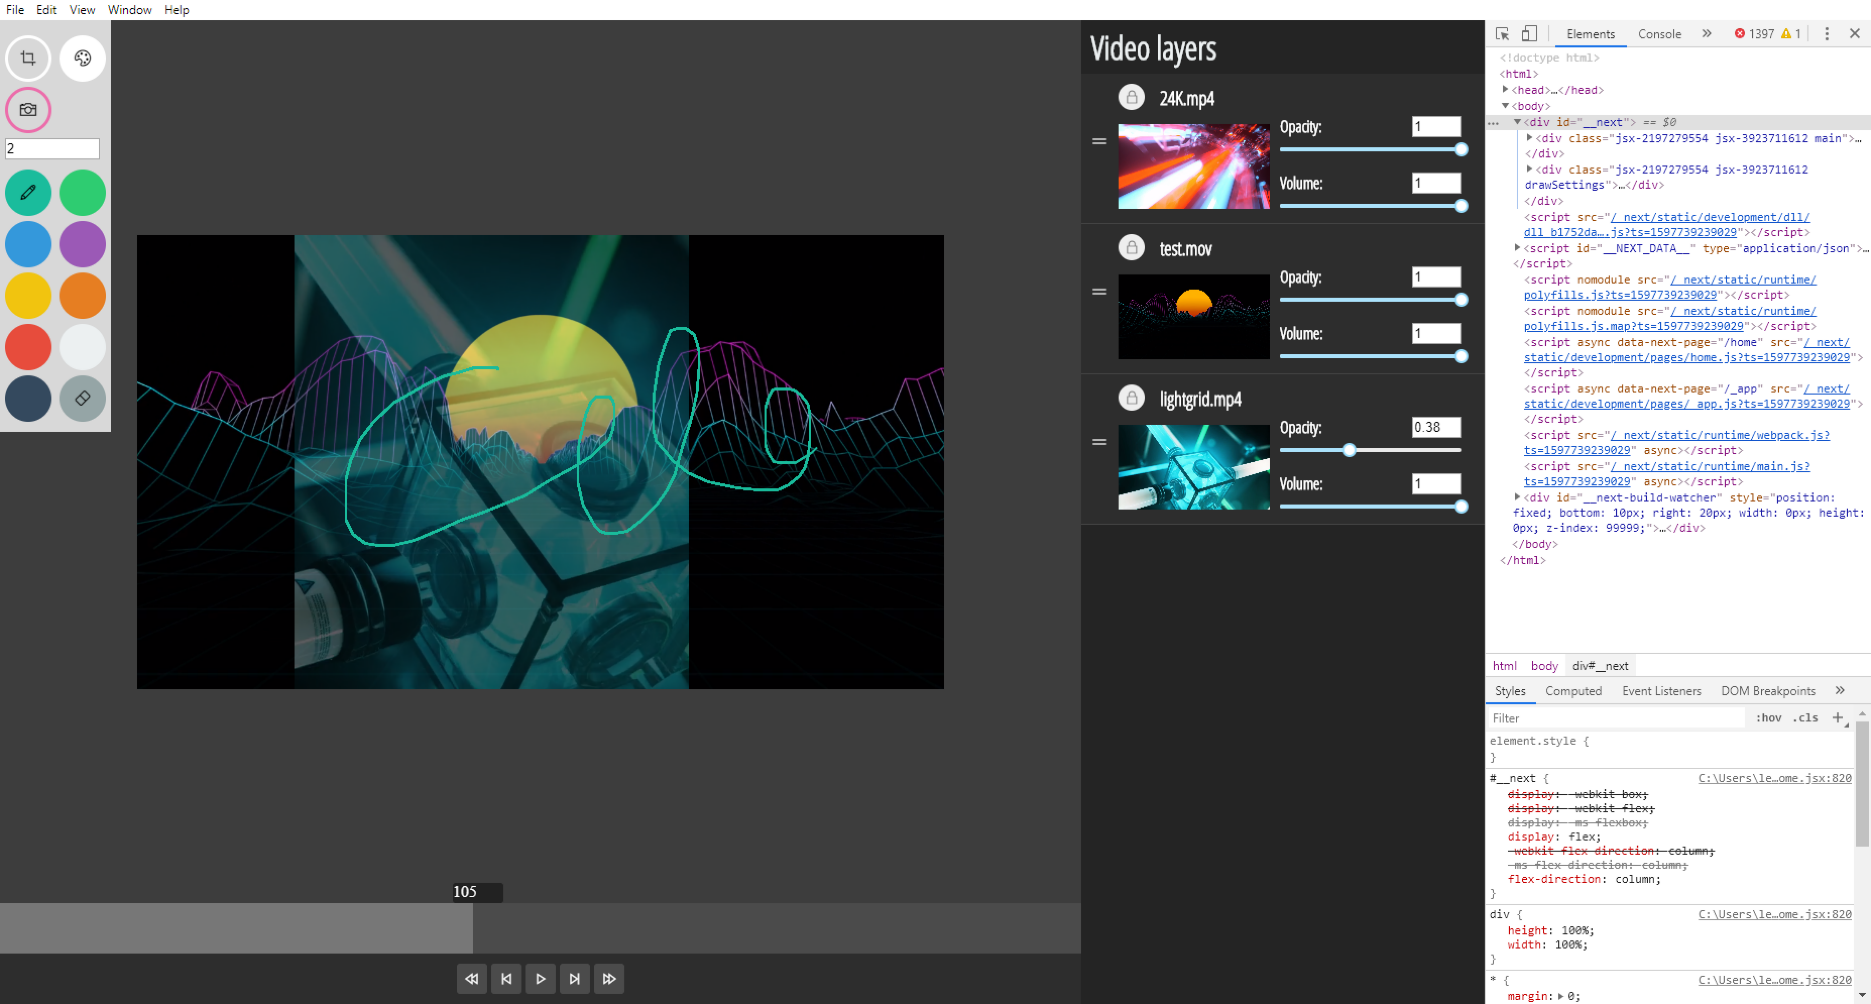 File Edit View Window Help
2
105
Video layers
24K.mp4
Opacity: 1
Volume: 1
test.mov
Opacity: 1
Volume: 1
lightgrid.mp4
Opacity: 0.38
Volume: 1
Elements Console » 1397 1
<!doctype html>
<html>
<head>…</head>
<body>
… <div id="__next"> == $0
<div class="jsx-2197279554 jsx-3923711612 main">…
</div>
<div class="jsx-2197279554 jsx-3923711612
drawSettings">…</div>
</div>
<script src="/_next/static/development/dll/
dll_b1752da….js?ts=1597739239029"></script>
<script id="__NEXT_DATA__" type="application/json">…
</script>
<script nomodule src="/_next/static/runtime/
polyfills.js?ts=1597739239029"></script>
<script nomodule src="/_next/static/runtime/
polyfills.js.map?ts=1597739239029"></script>
<script async data-next-page="/home" src="/_next/
static/development/pages/home.js?ts=1597739239029">
</script>
<script async data-next-page="/_app" src="/_next/
static/development/pages/_app.js?ts=1597739239029">
</script>
<script src="/_next/static/runtime/webpack.js?
ts=1597739239029" async></script>
<script src="/_next/static/runtime/main.js?
ts=1597739239029" async></script>
<div id="__next-build-watcher" style="position:
fixed; bottom: 10px; right: 20px; width: 0px; height:
0px; z-index: 99999;">…</div>
</body>
</html>
html body div#__next
Styles Computed Event Listeners DOM Breakpoints »
Filter :hov .cls +
element.style {
}
#__next { C:\Users\le…ome.jsx:820
display: -webkit-box;
display: -webkit-flex;
display: -ms-flexbox;
display: flex;
-webkit-flex-direction: column;
-ms-flex-direction: column;
flex-direction: column;
}
div { C:\Users\le…ome.jsx:820
height: 100%;
width: 100%;
}
* { C:\Users\le…ome.jsx:820
margin: 0;